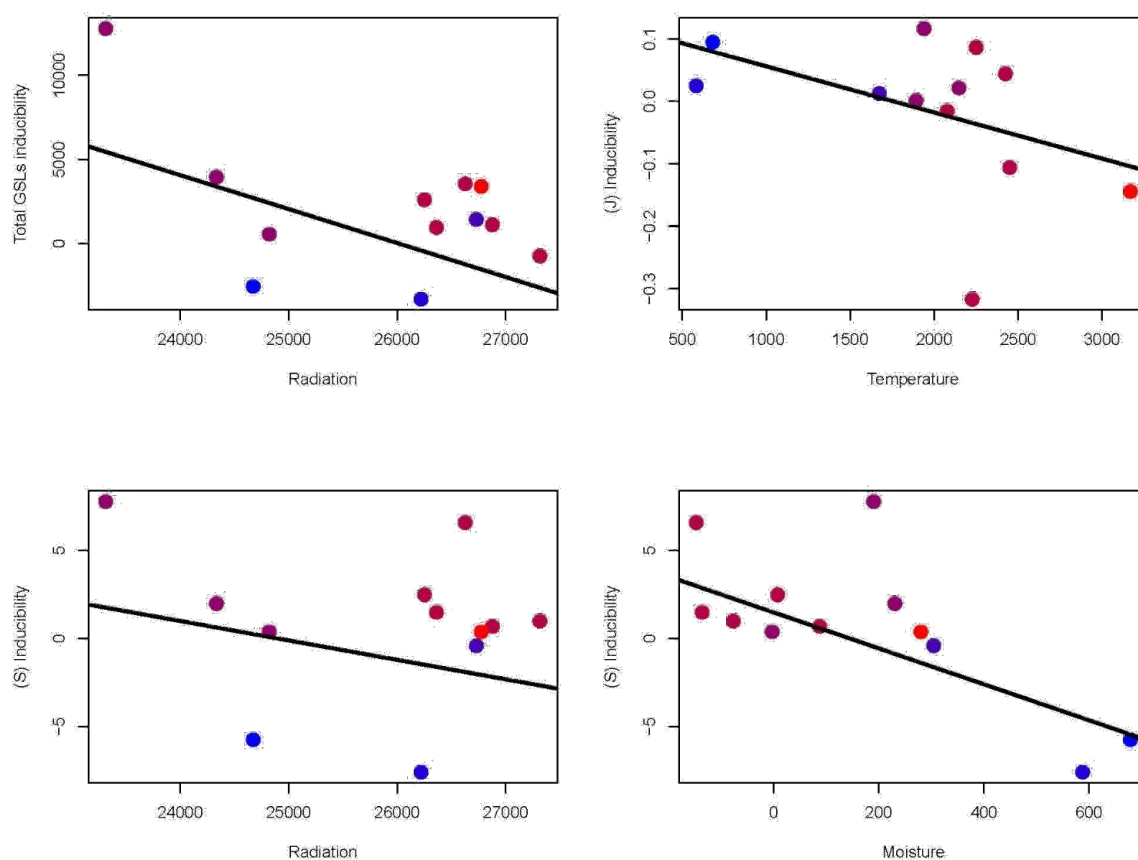 Total GSLs inducibility
10000
5000
0
24000 25000 26000 27000
Radiation
(J) Inducibility
0.1
0.0
−0.1
−0.2
−0.3
500 1000 1500 2000 2500 3000
Temperature
(S) Inducibility
5
0
−5
24000 25000 26000 27000
Radiation
(S) Inducibility
5
0
−5
0 200 400 600
Moisture